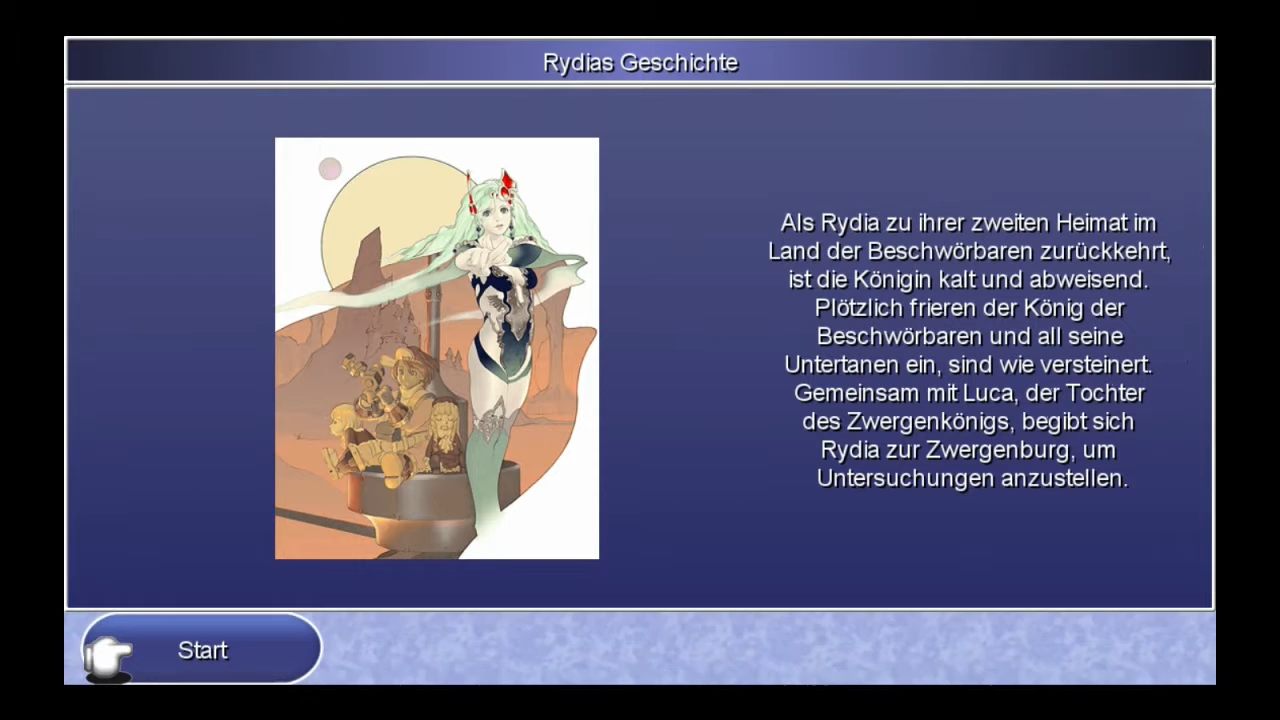 Rydias Geschichte
Als Rydia zu ihrer zweiten Heimat im
Land der Beschwörbaren zurückkehrt,
ist die Königin kalt und abweisend.
Plötzlich frieren der König der
Beschwörbaren und all seine
Untertanen ein, sind wie versteinert.
Gemeinsam mit Luca, der Tochter
des Zwergenkönigs, begibt sich
Rydia zur Zwergenburg, um
Untersuchungen anzustellen.
Start